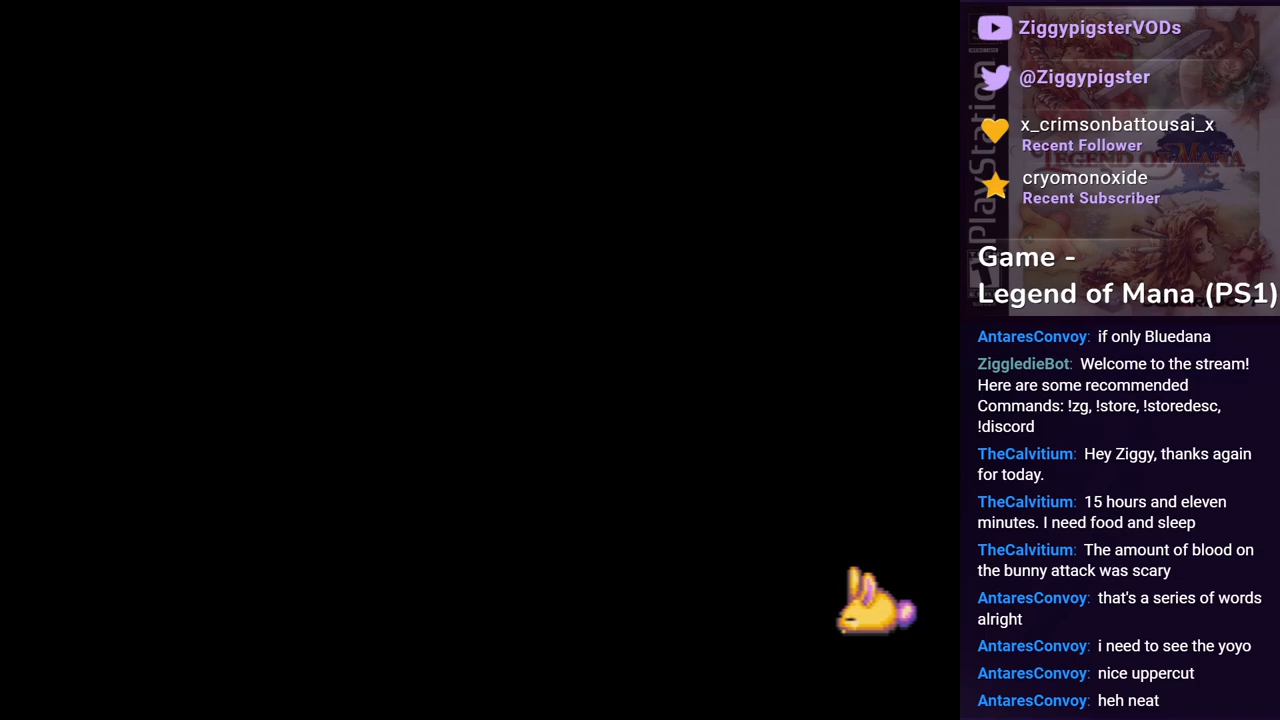 ZiggypigsterVODs
@Ziggypigster
x_crimsonbattousai_x
Recent Follower
cryomonoxide
Recent Subscriber
PlayStation
LEGEND OF MANA
Game -
Legend of Mana (PS1)
AntaresConvoy: if only Bluedana
ZiggledieBot: Welcome to the stream!
Here are some recommended
Commands: !zg, !store, !storedesc,
!discord
TheCalvitium: Hey Ziggy, thanks again
for today.
TheCalvitium: 15 hours and eleven
minutes. I need food and sleep
TheCalvitium: The amount of blood on
the bunny attack was scary
AntaresConvoy: that's a series of words
alright
AntaresConvoy: i need to see the yoyo
AntaresConvoy: nice uppercut
AntaresConvoy: heh neat